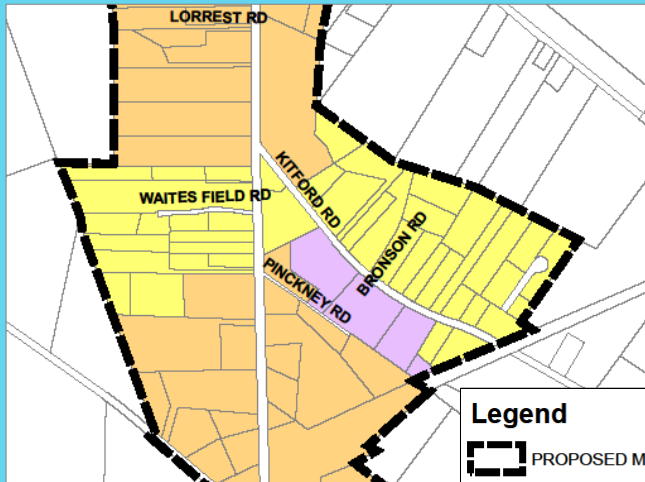 LORREST RD
KITFORD RD
WAITES FIELD RD
BRONSON RD
PINCKNEY RD
Legend
PROPOSED M